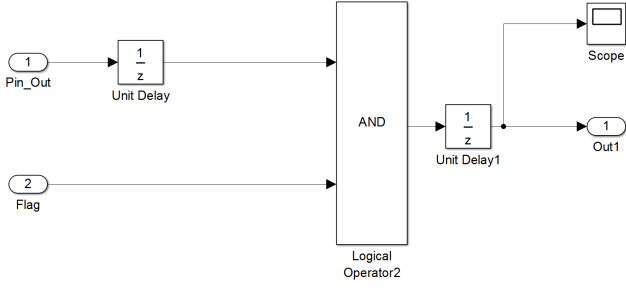 1
Pin_Out
1
z
Unit Delay
2
Flag
AND
Logical
Operator2
1
z
Unit Delay1
Scope
1
Out1